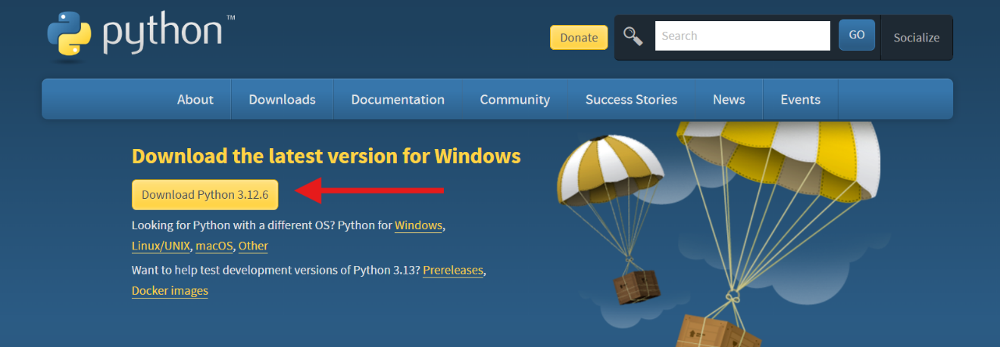 python™
Donate
Search
GO
Socialize
About
Downloads
Documentation
Community
Success Stories
News
Events
Download the latest version for Windows
Download Python 3.12.6
Looking for Python with a different OS? Python for Windows,
Linux/UNIX, macOS, Other
Want to help test development versions of Python 3.13? Prereleases,
Docker images